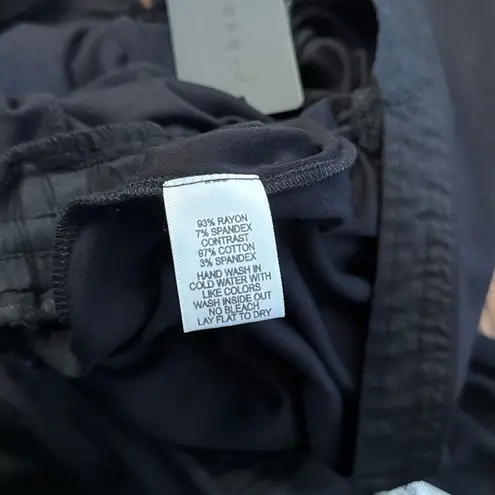 93% RAYON
7% SPANDEX
CONTRAST
97% COTTON
3% SPANDEX
HAND WASH IN
COLD WATER WITH
LIKE COLORS
WASH INSIDE OUT
NO BLEACH
LAY FLAT TO DRY